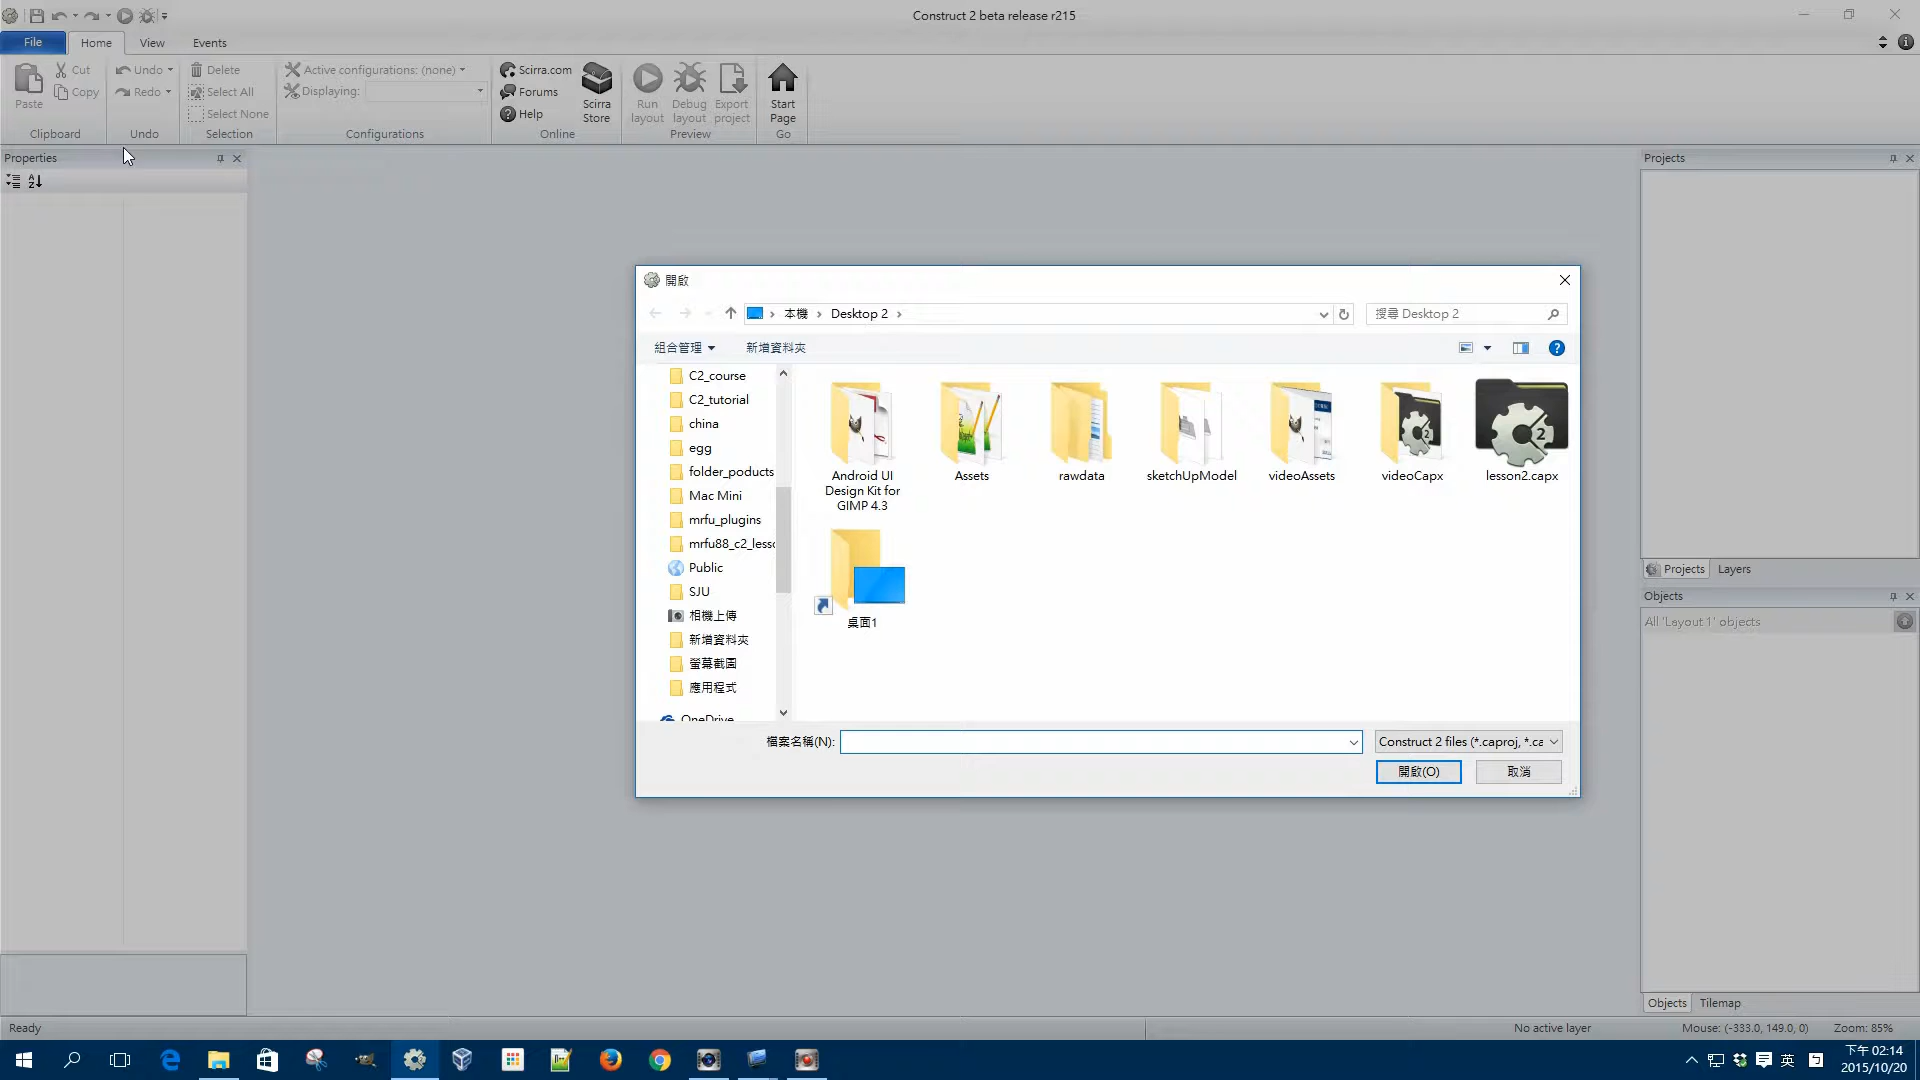 Construct 2 beta release r215
File Home View Events
Paste
Cut
Copy
Clipboard
Undo
Redo
Undo
Delete
Select All
Select None
Selection
Active configurations: (none)
Displaying:
Configurations
Scirra.com
Forums
Help
Scirra
Store
Online
Run
layout
Debug
layout
Export
project
Preview
Start
Page
Go
Properties
開啟
本機 Desktop 2
搜尋 Desktop 2
組合管理 新增資料夾
C2_course
C2_tutorial
china
egg
folder_poducts
Mac Mini
mrfu_plugins
mrfu88_c2_lesso
Public
SJU
相機上傳
新增資料夾
螢幕截圖
應用程式
OneDrive
Android UI
Design Kit for
GIMP 4.3
Assets
rawdata
sketchUpModel
videoAssets
videoCapx
lesson2.capx
桌面1
檔案名稱(N):
Construct 2 files (*.caproj, *.ca
開啟(O) 取消
Projects
Projects Layers
Objects
All 'Layout 1' objects
Objects Tilemap
Ready
No active layer
Mouse: (-333.0, 149.0, 0)
Zoom: 85%
英
下午 02:14
2015/10/20